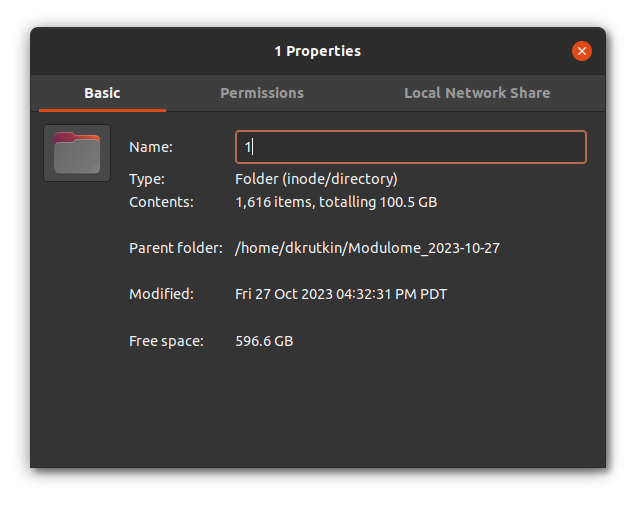 1 Properties
Basic Permissions Local Network Share
Name: 1
Type: Folder (inode/directory)
Contents: 1,616 items, totalling 100.5 GB
Parent folder: /home/dkrutkin/Modulome_2023-10-27
Modified: Fri 27 Oct 2023 04:32:31 PM PDT
Free space: 596.6 GB